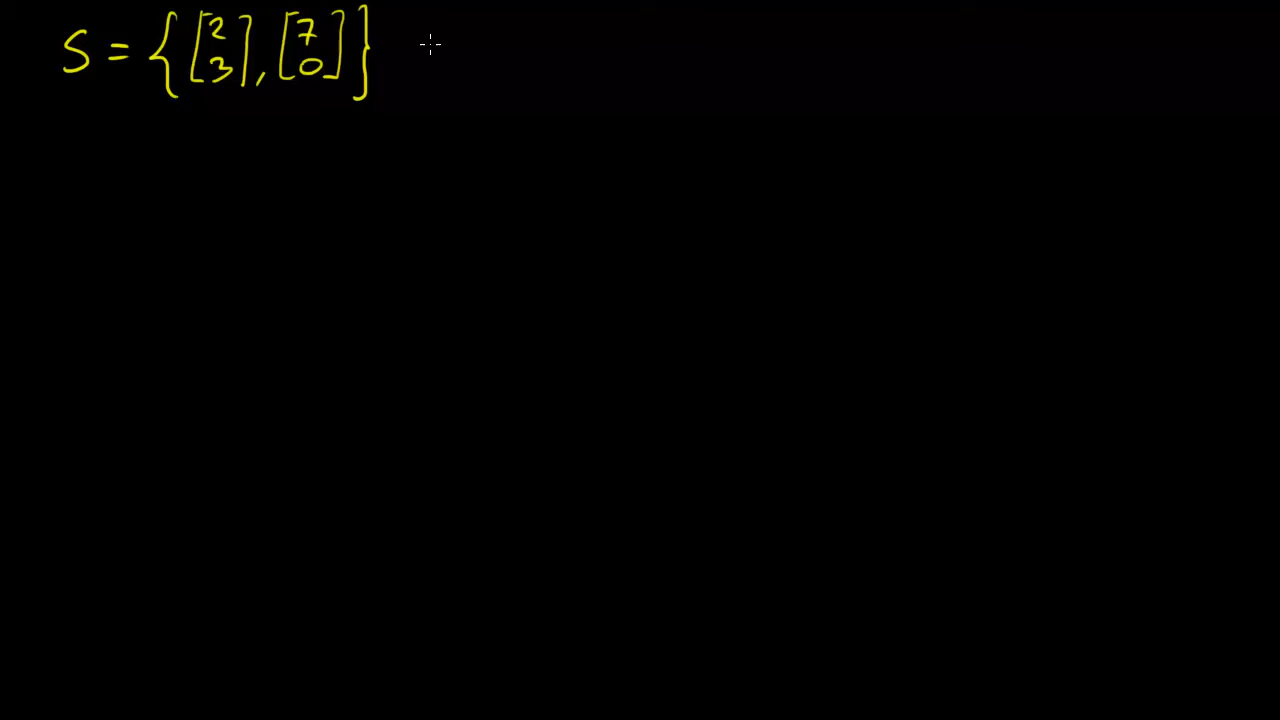 S = { [2 3], [7 0] }